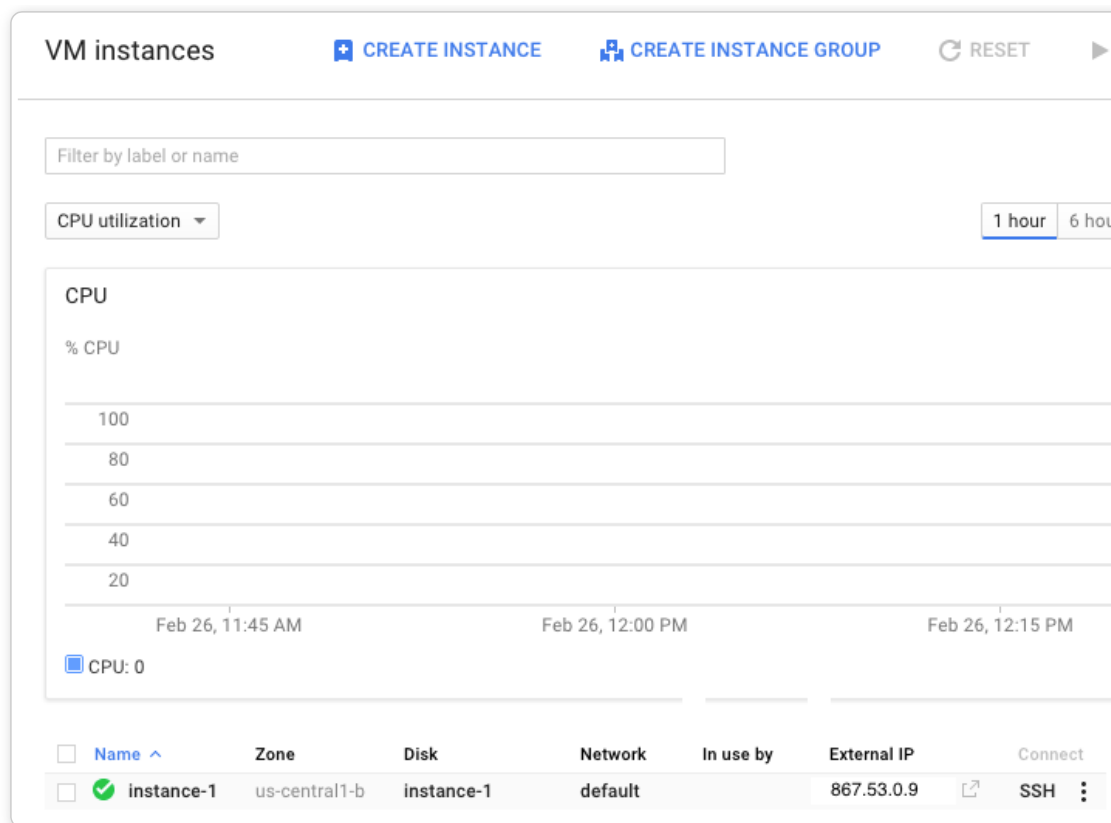 VM instances CREATE INSTANCE CREATE INSTANCE GROUP RESET
Filter by label or name
CPU utilization 1 hour 6 hou
CPU
% CPU
100
80
60
40
20
Feb 26, 11:45 AM Feb 26, 12:00 PM Feb 26, 12:15 PM
CPU: 0
Name Zone Disk Network In use by External IP Connect
instance-1 us-central1-b instance-1 default 867.53.0.9 SSH